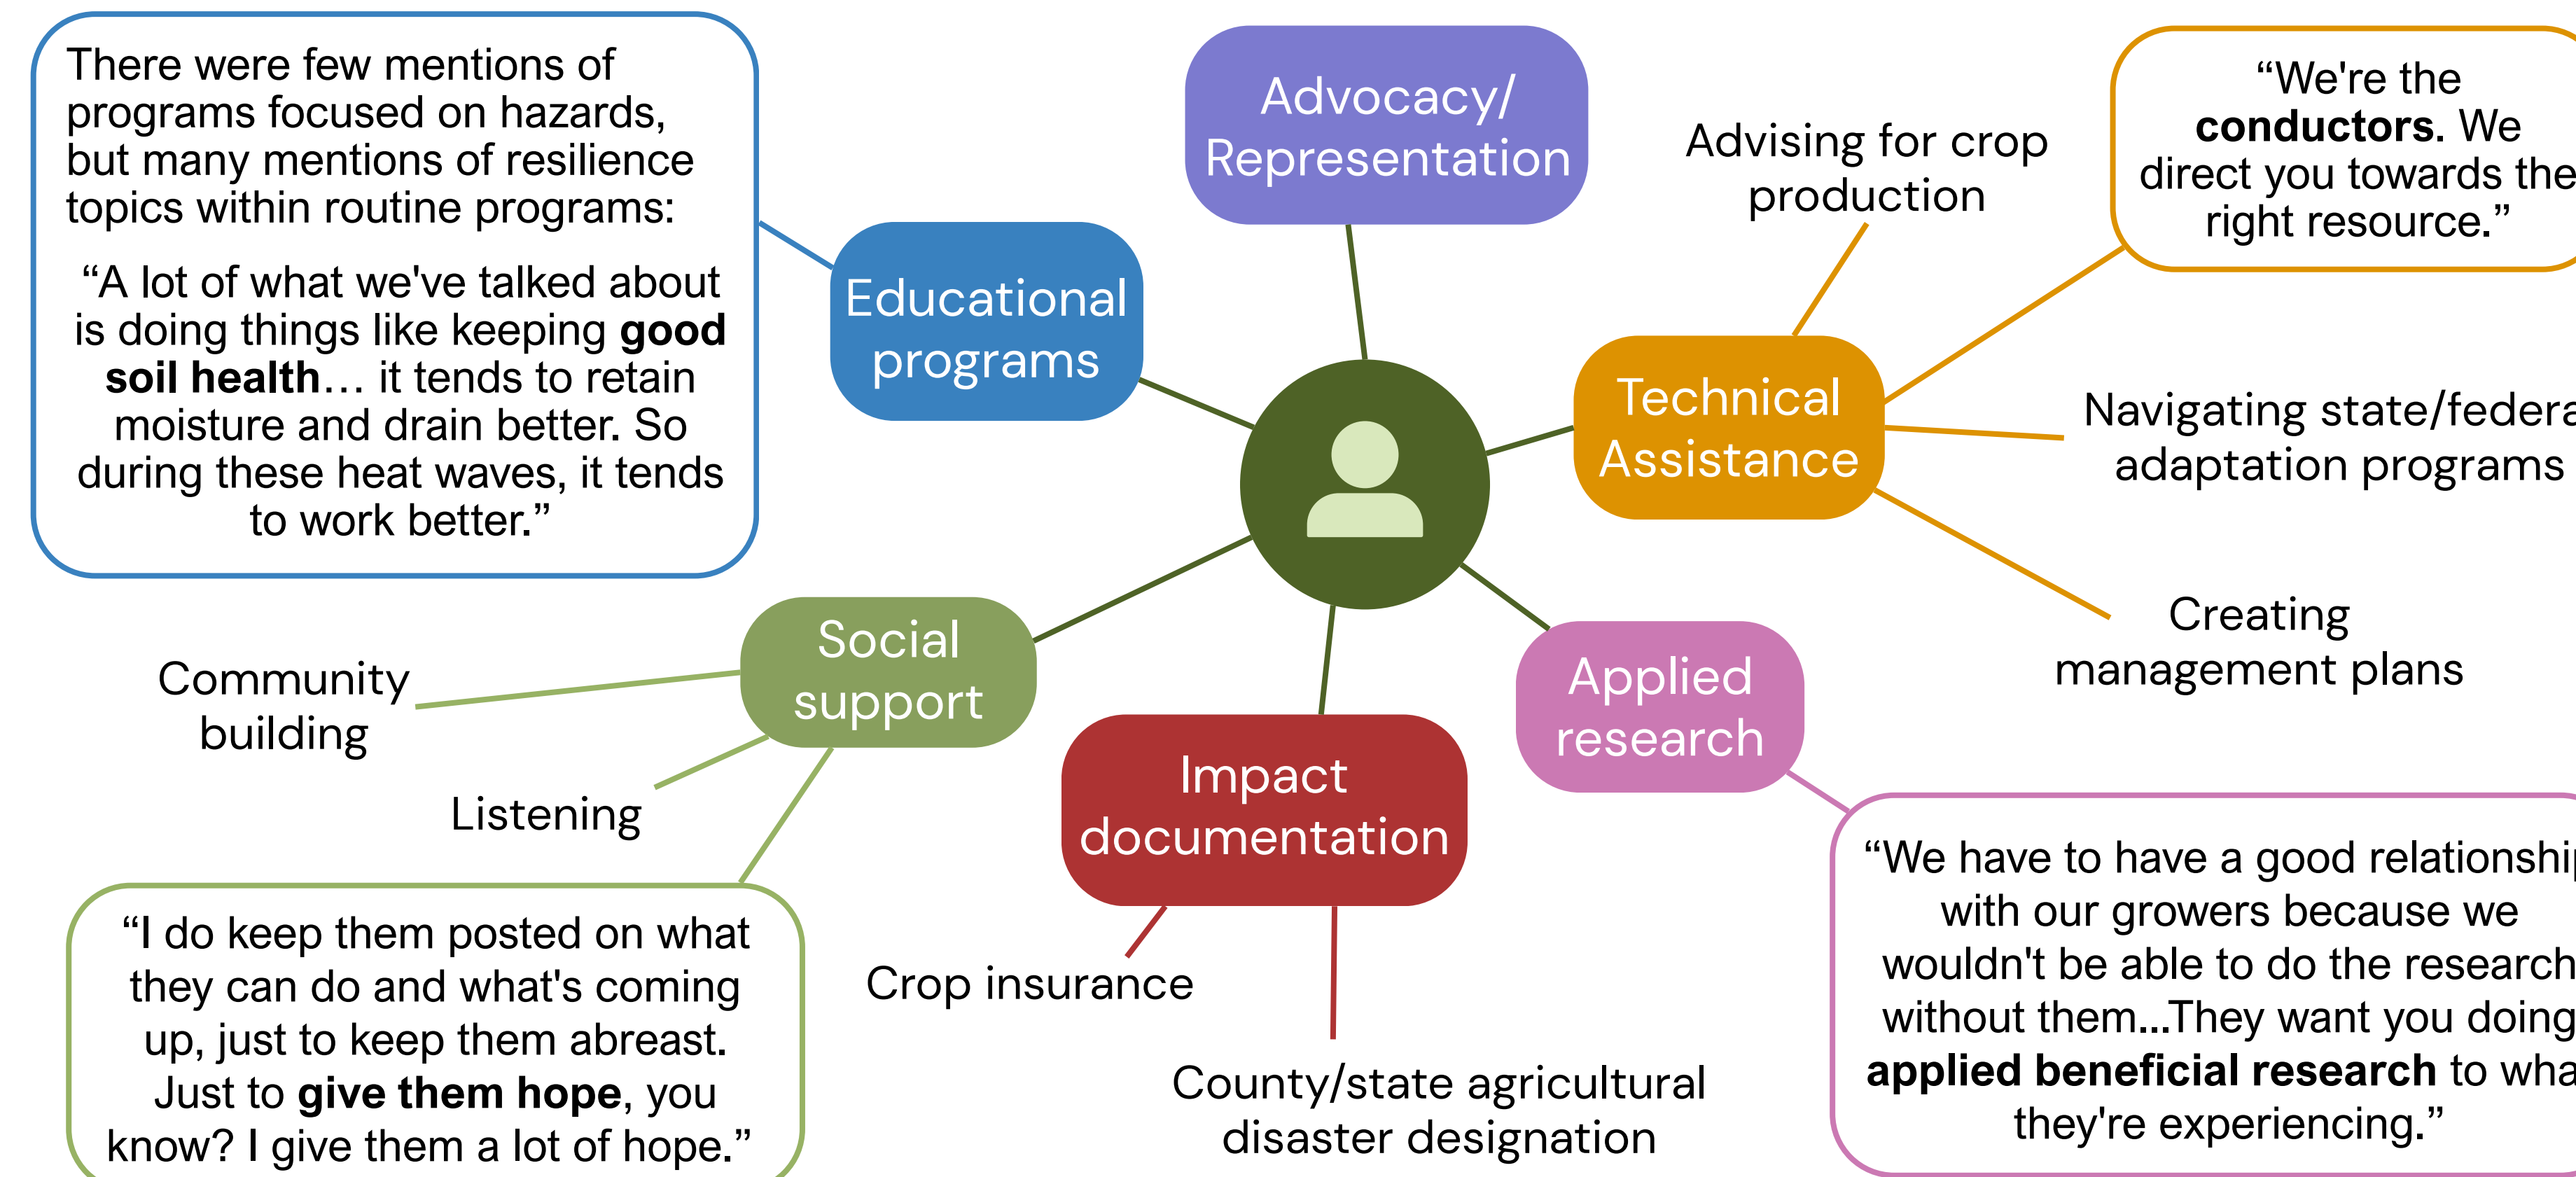 There were few mentions of
programs focused on hazards,
but many mentions of resilience
topics within routine programs:
“A lot of what we've talked about
is doing things like keeping good
soil health… it tends to retain
moisture and drain better. So
during these heat waves, it tends
to work better.”
Educational
programs
Advocacy/
Representation
Advising for crop
production
“We're the
conductors. We
direct you towards the
right resource.”
Technical
Assistance
Navigating state/federa
adaptation programs
Creating
management plans
Social
support
Community
building
Listening
“I do keep them posted on what
they can do and what's coming
up, just to keep them abreast.
Just to give them hope, you
know? I give them a lot of hope.”
Impact
documentation
Crop insurance
County/state agricultural
disaster designation
Applied
research
“We have to have a good relationship
with our growers because we
wouldn't be able to do the research
without them...They want you doing
applied beneficial research to wha
they're experiencing.”